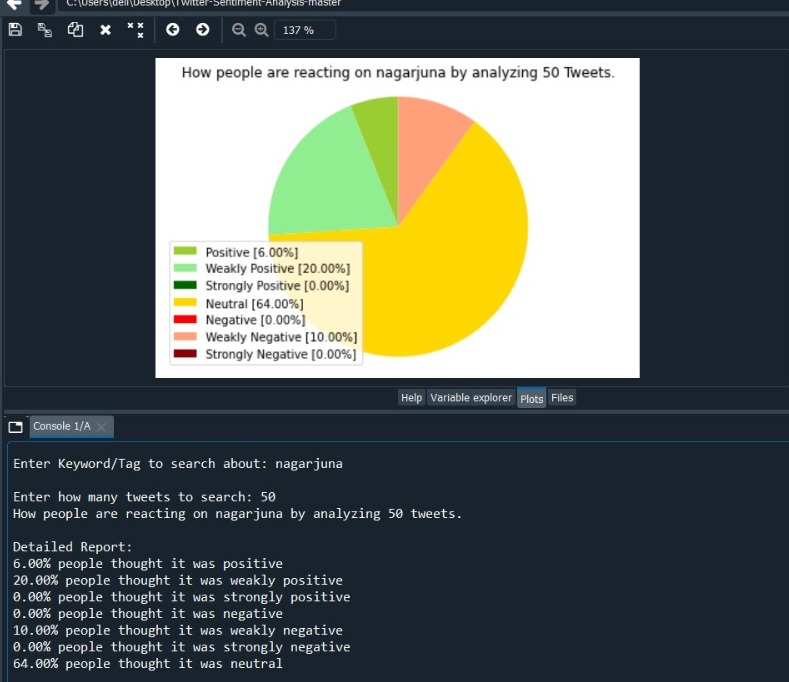 C:\Users\dell\Desktop\Twitter-Sentiment-Analysis-master
137 %
How people are reacting on nagarjuna by analyzing 50 Tweets.
Positive [6.00%]
Weakly Positive [20.00%]
Strongly Positive [0.00%]
Neutral [64.00%]
Negative [0.00%]
Weakly Negative [10.00%]
Strongly Negative [0.00%]
Help Variable explorer Plots Files
Console 1/A
Enter Keyword/Tag to search about: nagarjuna
Enter how many tweets to search: 50
How people are reacting on nagarjuna by analyzing 50 tweets.
Detailed Report:
6.00% people thought it was positive
20.00% people thought it was weakly positive
0.00% people thought it was strongly positive
0.00% people thought it was negative
10.00% people thought it was weakly negative
0.00% people thought it was strongly negative
64.00% people thought it was neutral